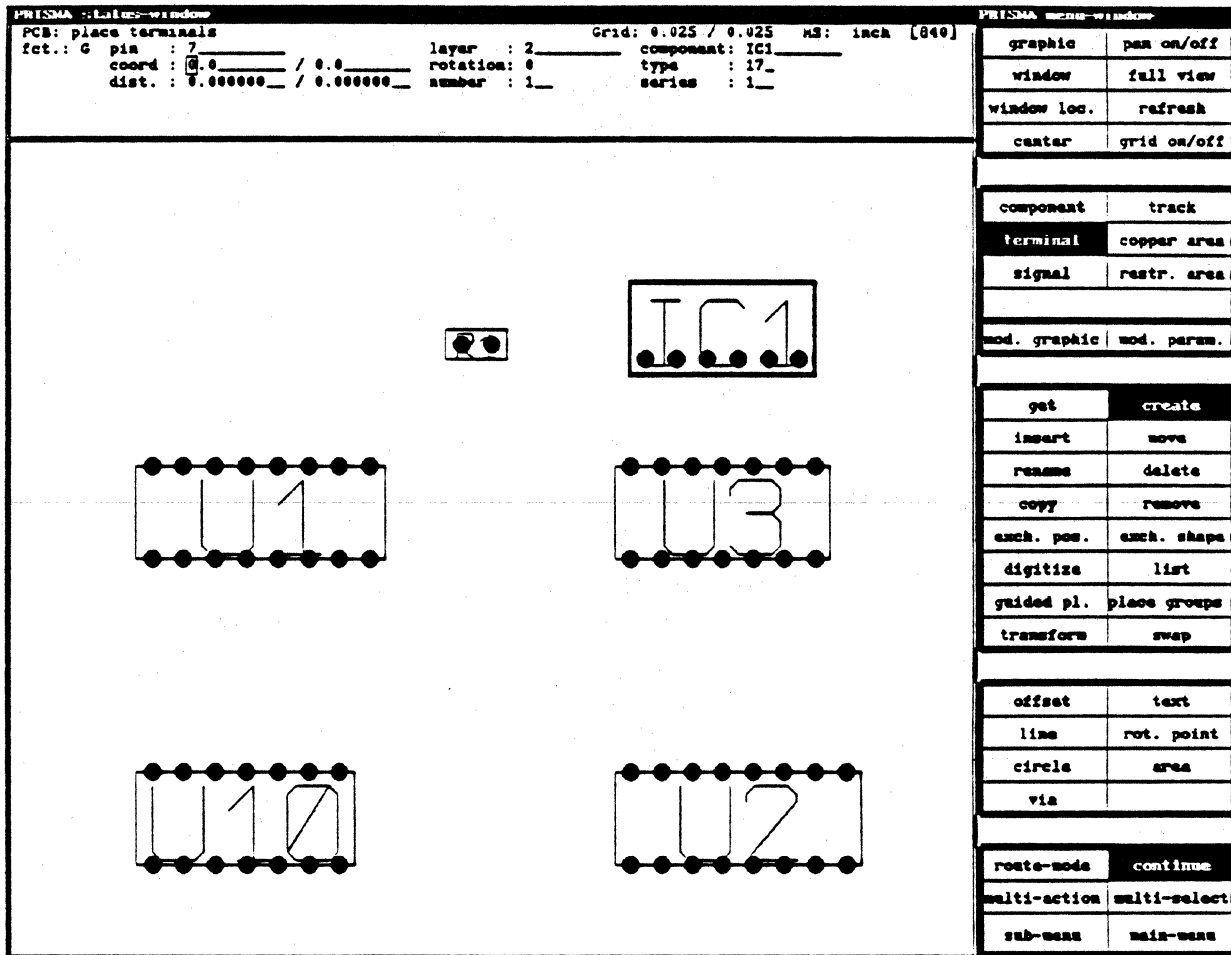 PRISMA status-window
PCB: place terminals Grid: 0.025 / 0.025 MS: inch [840]
fct.: G pin : 7 layer : 2 component: IC1
coord : 0.0 / 0.0 rotation: 0 type : 17
dist. : 0.000000 / 0.000000 number : 1 series : 1
PRISMA menu-window
graphic pan on/off
window full view
window loc. refresh
center grid on/off
component track
terminal copper area
signal restr. area
mod. graphic mod. param.
get create
insert move
rename delete
copy remove
exch. pos. exch. shape
digitize list
guided pl. place groups
transform swap
offset text
line rot. point
circle area
via
route-mode continue
multi-action multi-select
sub-menu main-menu
IC1
U1
U3
U10
U2